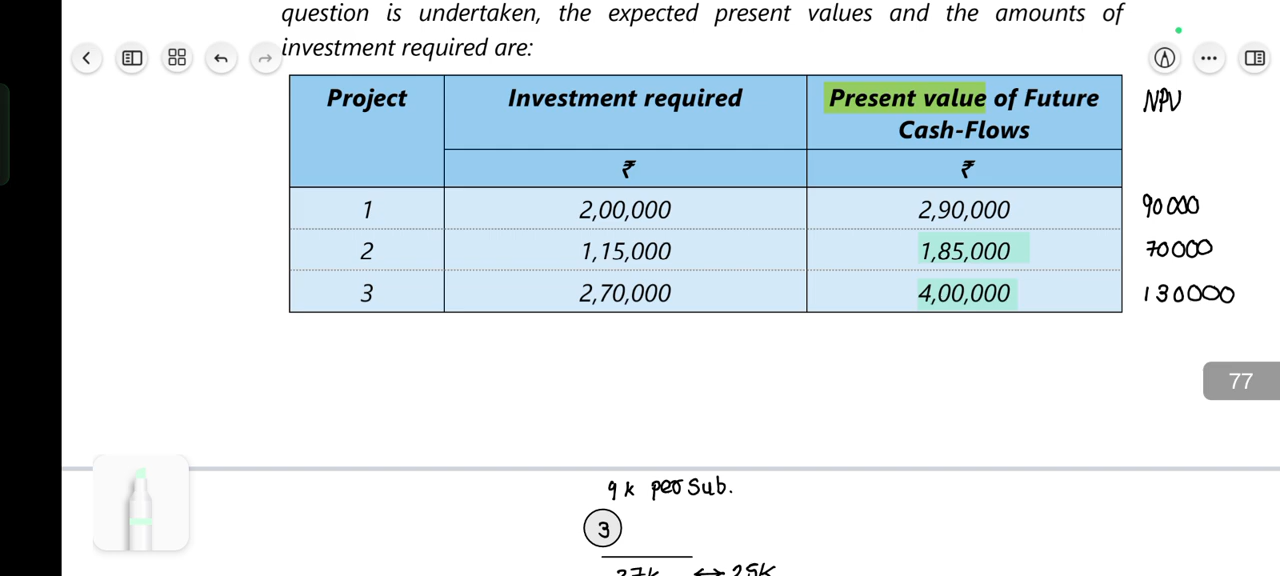 question is undertaken, the expected present values and the amounts of
investment required are:
Project Investment required Present value of Future Cash-Flows NPV
₹ ₹
1 2,00,000 2,90,000 90000
2 1,15,000 1,85,000 70000
3 2,70,000 4,00,000 130000
77
9k per Sub.
3
27k ↔ 25k